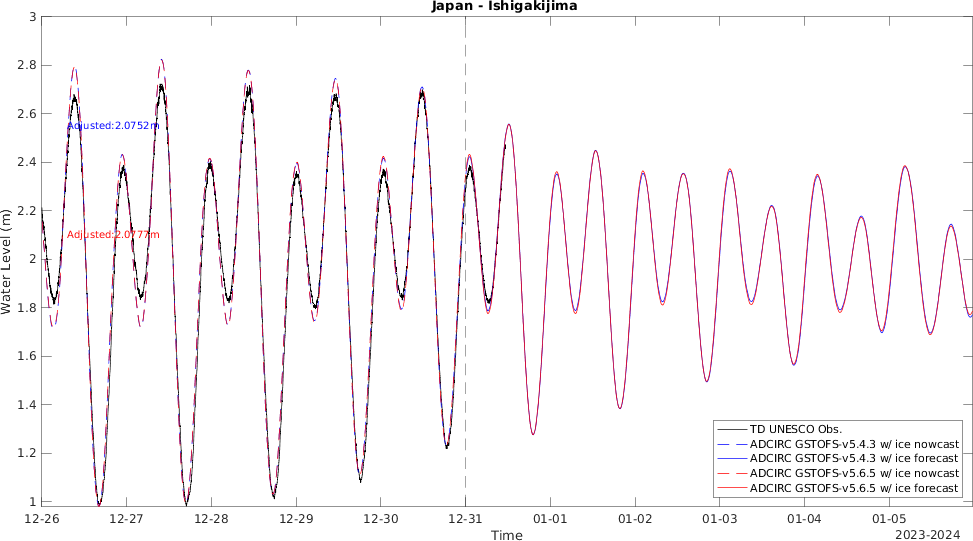 Japan - Ishigakijima
3
2.8
2.6
2.4
2.2
2
1.8
1.6
1.4
1.2
1
Water Level (m)
Adjusted:2.0752m
Adjusted:2.0777m
TD UNESCO Obs.
ADCIRC GSTOFS-v5.4.3 w/ ice nowcast
ADCIRC GSTOFS-v5.4.3 w/ ice forecast
ADCIRC GSTOFS-v5.6.5 w/ ice nowcast
ADCIRC GSTOFS-v5.6.5 w/ ice forecast
12-26 12-27 12-28 12-29 12-30 12-31 01-01 01-02 01-03 01-04 01-05
Time
2023-2024